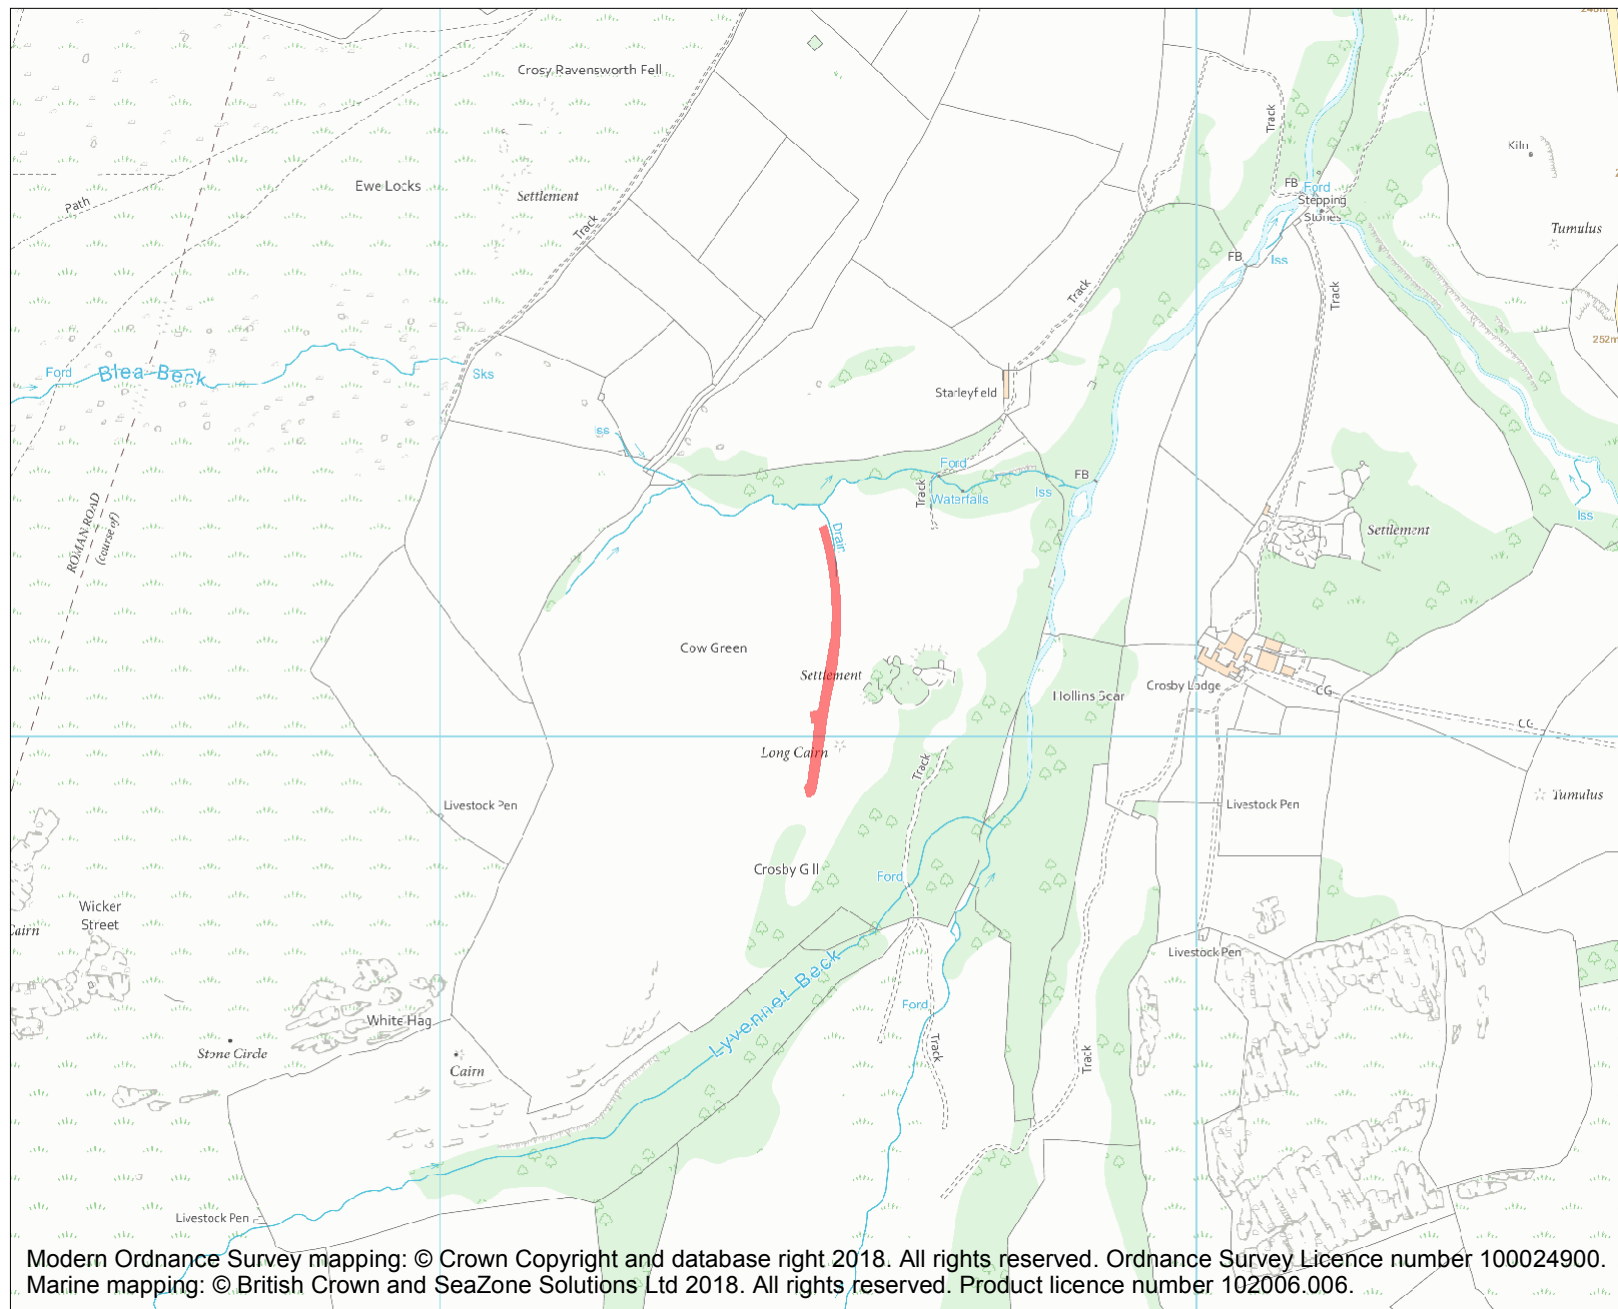 Crosy Ravensworth Fell
Track
Kiln
Path
Ewe Locks
Settlement
Track
FB
Ford
Stepping
Stones
Tumulus
FB
Iss
Track
Track
252m
Ford
Blea Beck
Sks
Starleyfield
Iss
Ford
Waterfalls
Iss
FB
Track
Drain
Settlement
Iss
ROMAN ROAD
(course of)
Cow Green
Settlement
Hollins Scar
Crosby Lodge
CG
CG
Long Cairn
Track
Livestock Pen
Livestock Pen
Tumulus
Crosby Gill
Ford
Wicker
Street
airn
Livestock Pen
Lyvennet Beck
Ford
White Hag
Stone Circle
Cairn
Track
Track
Livestock Pen
Modern Ordnance Survey mapping: © Crown Copyright and database right 2018. All rights reserved. Ordnance Survey Licence number 100024900.
Marine mapping: © British Crown and SeaZone Solutions Ltd 2018. All rights reserved. Product licence number 102006.006.